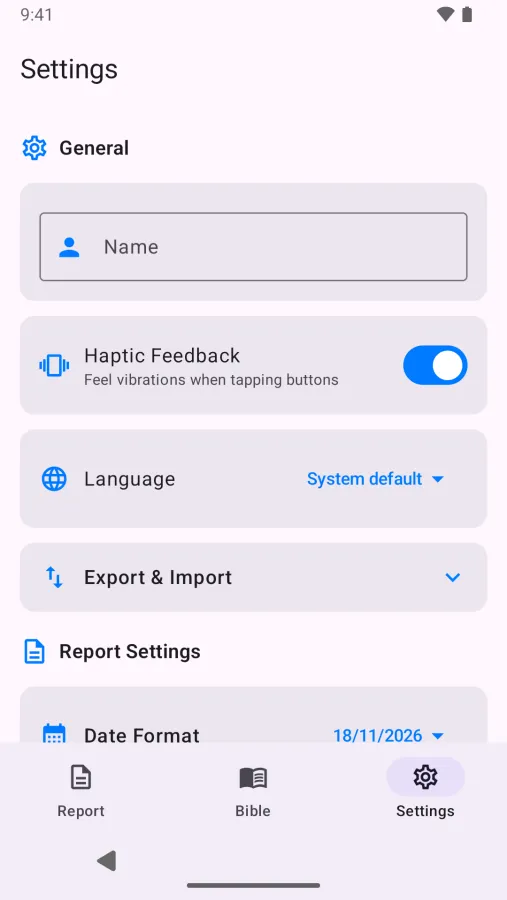 9:41
Settings
General
Name
Haptic Feedback
Feel vibrations when tapping buttons
Language
System default
Export & Import
Report Settings
Date Format
18/11/2026
Report
Bible
Settings